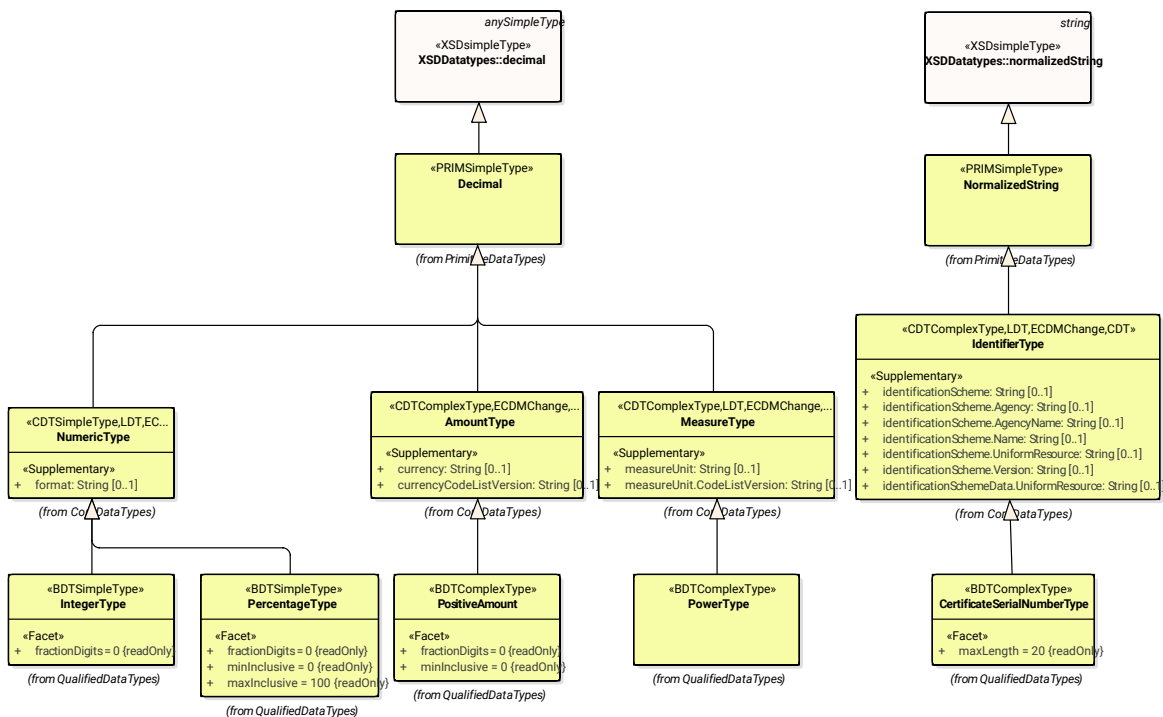 anySimpleType
«XSDsimpleType»
XSDDatatypes::decimal
string
«XSDsimpleType»
XSDDatatypes::normalizedString
«PRIMSimpleType»
Decimal
(from PrimitiveDataTypes)
«PRIMSimpleType»
NormalizedString
(from PrimitiveDataTypes)
«CDTSimpleType,LDT,EC...
NumericType
«Supplementary»
+ format: String [0..1]
(from CoreDataTypes)
«CDTComplexType,ECDMChange,...
AmountType
«Supplementary»
+ currency: String [0..1]
+ currencyCodeListVersion: String [0..1]
(from CoreDataTypes)
«CDTComplexType,LDT,ECDMChange,...
MeasureType
«Supplementary»
+ measureUnit: String [0..1]
+ measureUnit.CodeListVersion: String [0..1]
(from CoreDataTypes)
«CDTComplexType,LDT,ECDMChange,CDT»
IdentifierType
«Supplementary»
+ identificationScheme: String [0..1]
+ identificationScheme.Agency: String [0..1]
+ identificationScheme.AgencyName: String [0..1]
+ identificationScheme.Name: String [0..1]
+ identificationScheme.UniformResource: String [0..1]
+ identificationScheme.Version: String [0..1]
+ identificationSchemeData.UniformResource: String [0..1]
(from CoreDataTypes)
«BDTSimpleType»
IntegerType
«Facet»
+ fractionDigits = 0 {readOnly}
(from QualifiedDataTypes)
«BDTSimpleType»
PercentageType
«Facet»
+ fractionDigits = 0 {readOnly}
+ minInclusive = 0 {readOnly}
+ maxInclusive = 100 {readOnly}
(from QualifiedDataTypes)
«BDTComplexType»
PositiveAmount
«Facet»
+ fractionDigits = 0 {readOnly}
+ minInclusive = 0 {readOnly}
(from QualifiedDataTypes)
«BDTComplexType»
PowerType
(from QualifiedDataTypes)
«BDTComplexType»
CertificateSerialNumberType
«Facet»
+ maxLength = 20 {readOnly}
(from QualifiedDataTypes)